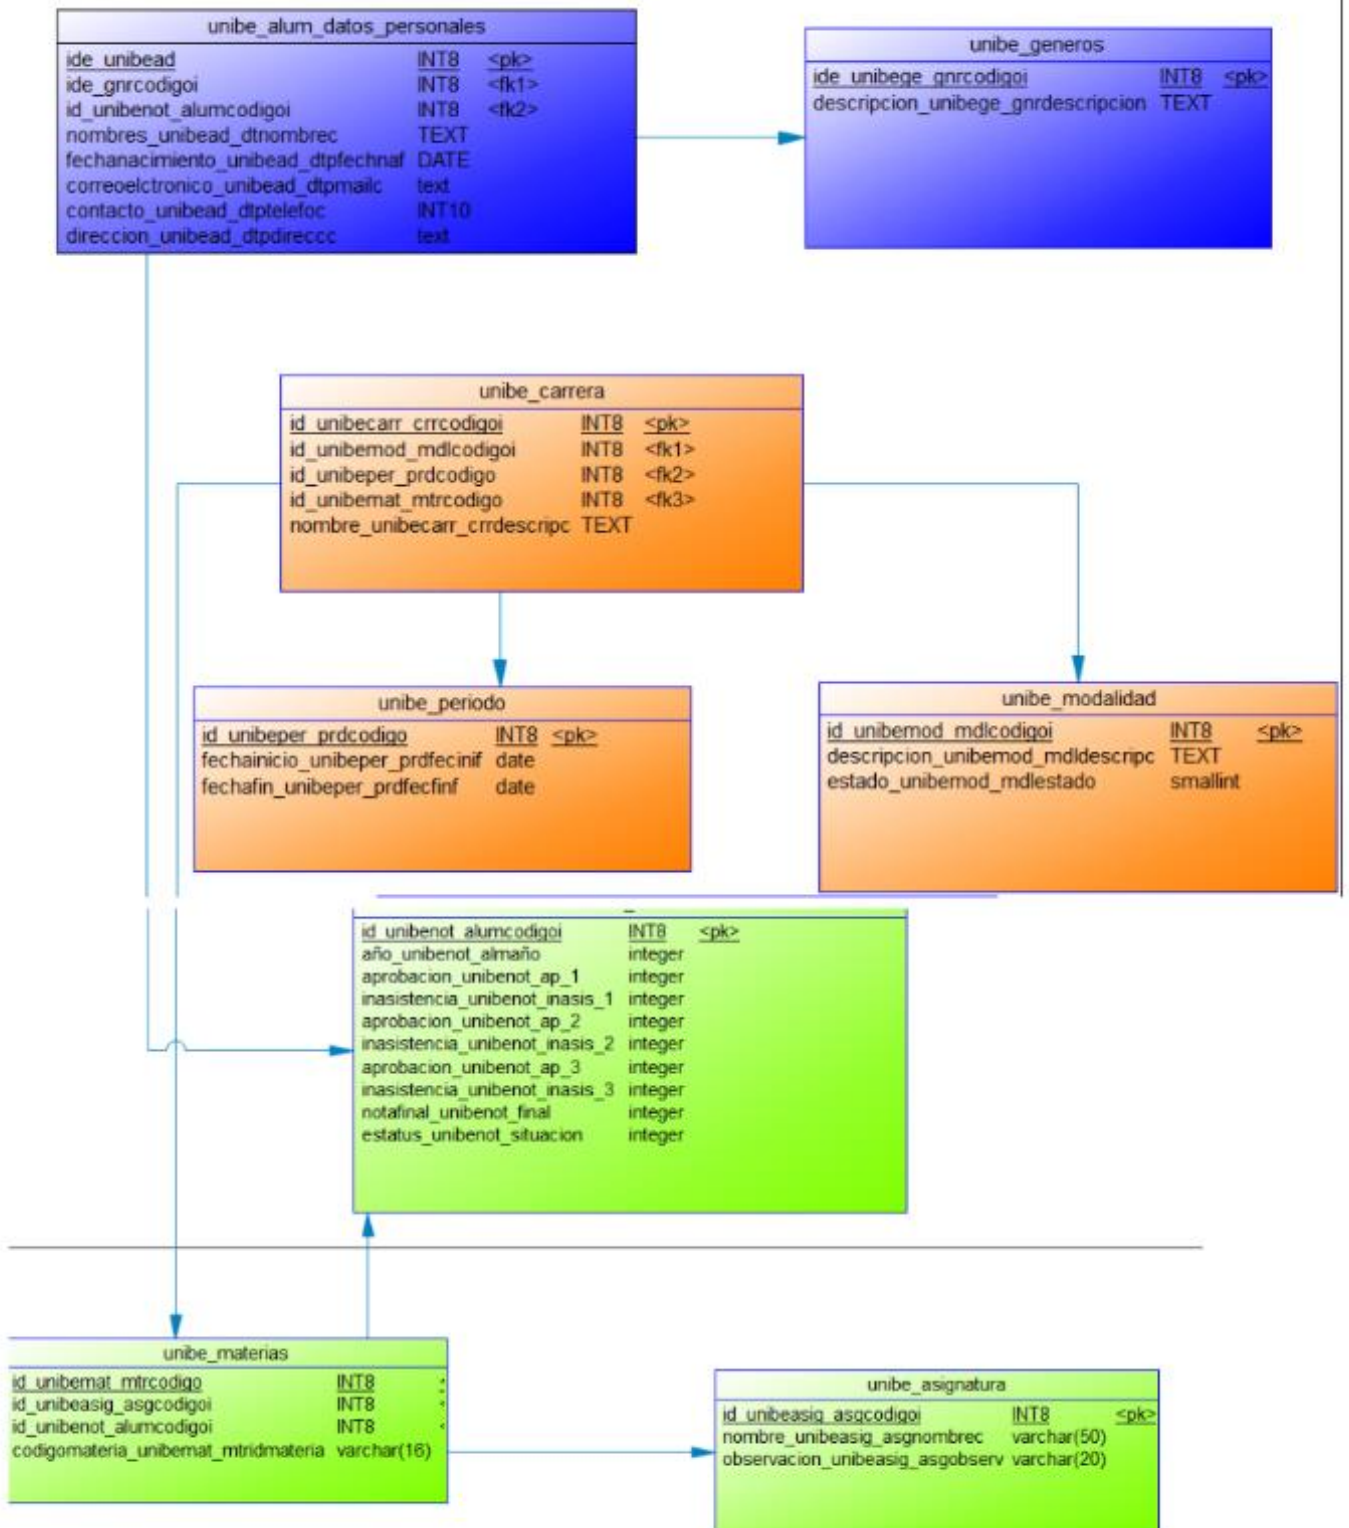 unibe_alum_datos_personales
ide_unibead INT8 <pk>
ide_gnrcodigoi INT8 <fk1>
id_unibenot_alumcodigoi INT8 <fk2>
nombres_unibead_dtnombrec TEXT
fechanacimiento_unibead_dtpfechnaf DATE
correoelctronico_unibead_dtpmailc text
contacto_unibead_dtptelefoc INT10
direccion_unibead_dtpdireccc text
unibe_generos
ide_unibege_gnrcodigoi INT8 <pk>
descripcion_unibege_gnrdescripcion TEXT
unibe_carrera
id_unibecarr_crrcodigoi INT8 <pk>
id_unibemod_mdlcodigoi INT8 <fk1>
id_unibeper_prdcodigo INT8 <fk2>
id_unibemat_mtrcodigo INT8 <fk3>
nombre_unibecarr_crrdescripc TEXT
unibe_periodo
id_unibeper_prdcodigo INT8 <pk>
fechainicio_unibeper_prdfecinif date
fechafin_unibeper_prdfecfinf date
unibe_modalidad
id_unibemod_mdlcodigoi INT8 <pk>
descripcion_unibemod_mdldescripc TEXT
estado_unibemod_mdlestado smallint
id_unibenot_alumcodigoi INT8 <pk>
año_unibenot_almaño integer
aprobacion_unibenot_ap_1 integer
inasistencia_unibenot_inasis_1 integer
aprobacion_unibenot_ap_2 integer
inasistencia_unibenot_inasis_2 integer
aprobacion_unibenot_ap_3 integer
inasistencia_unibenot_inasis_3 integer
notafinal_unibenot_final integer
estatus_unibenot_situacion integer
unibe_materias
id_unibemat_mtrcodigo INT8
id_unibeasig_asgcodigoi INT8
id_unibenot_alumcodigoi INT8
codigomateria_unibemat_mtridmateria varchar(16)
unibe_asignatura
id_unibeasig_asgcodigoi INT8 <pk>
nombre_unibeasig_asgnombrec varchar(50)
observacion_unibeasig_asgobserv varchar(20)